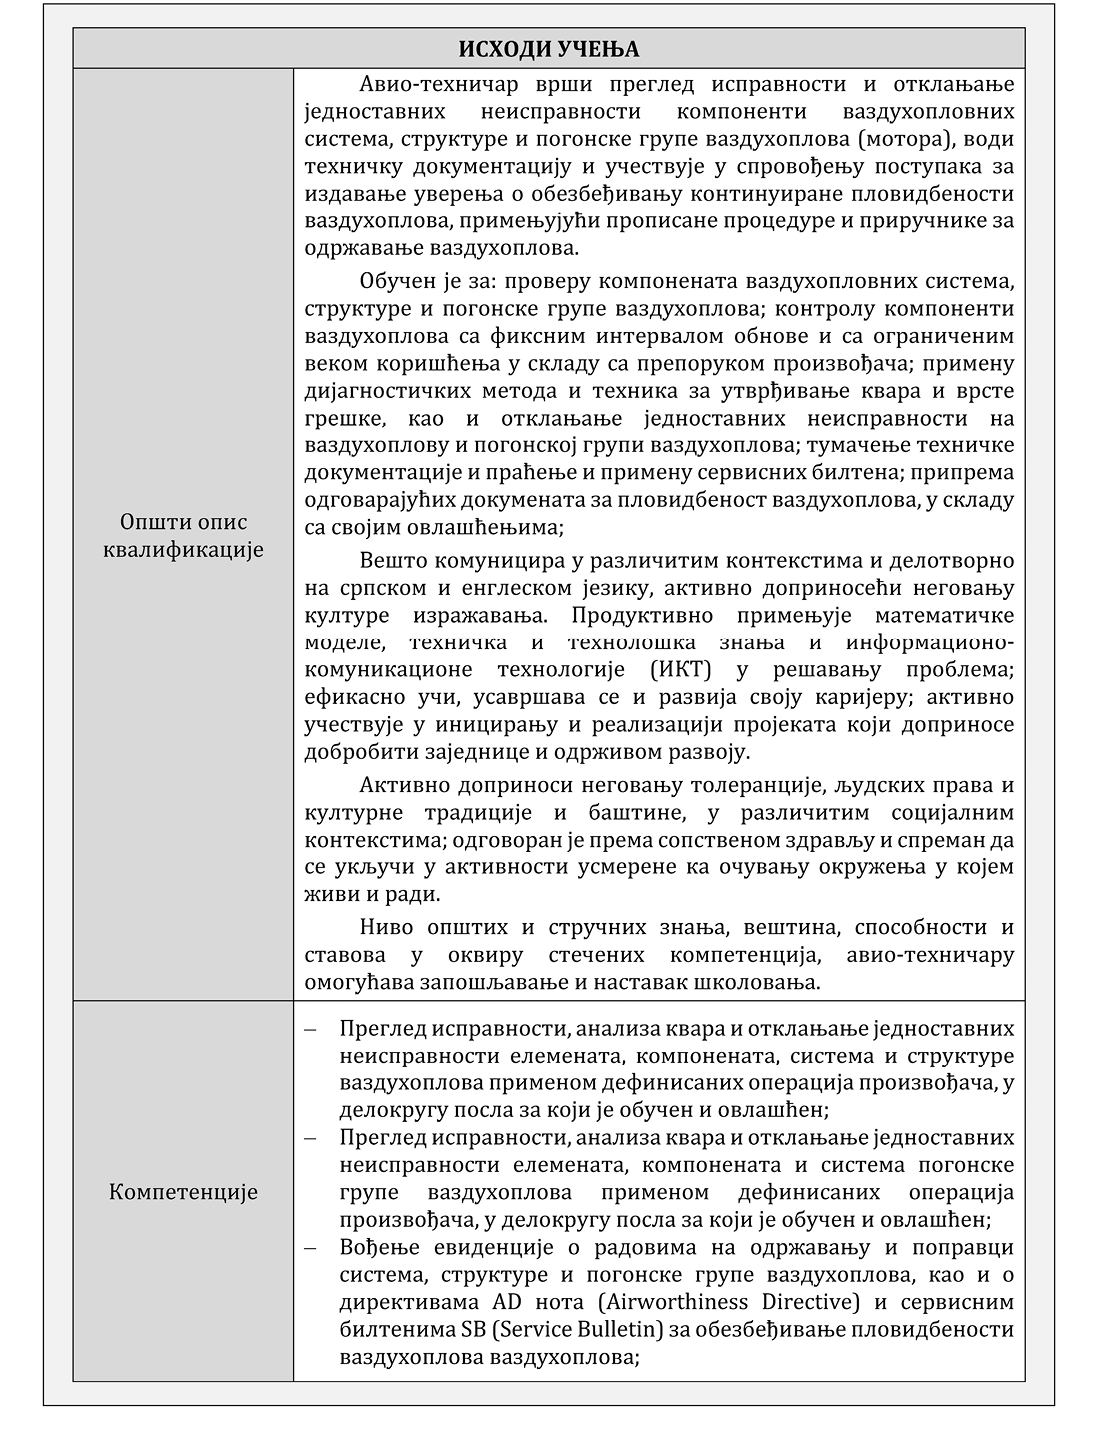 ИСХОДИ УЧЕЊА
Општи опис
квалификације
Авио-техничар врши преглед исправности и отклањање
једноставних неисправности компоненти ваздухопловних
система, структуре и погонске групе ваздухоплова (мотора), води
техничку документацију и учествује у спровођењу поступака за
издавање уверења о обезбеђивању континуиране пловидбености
ваздухоплова, примењујући прописане процедуре и приручнике за
одржавање ваздухоплова.
Обучен је за: проверу компонената ваздухопловних система,
структуре и погонске групе ваздухоплова; контролу компоненти
ваздухоплова са фиксним интервалом обнове и са ограниченим
веком коришћења у складу са препоруком произвођача; примену
дијагностичких метода и техника за утврђивање квара и врсте
грешке, као и отклањање једноставних неисправности на
ваздухоплову и погонској групи ваздухоплова; тумачење техничке
документације и праћење и примену сервисних билтена; припрема
одговарајућих докумената за пловидбеност ваздухоплова, у складу
са својим овлашћењима;
Вешто комуницира у различитим контекстима и делотворно
на српском и енглеском језику, активно доприносећи неговању
културе изражавања. Продуктивно примењује математичке
моделе, техничка и технолошка знања и информационо-
комуникационе технологије (ИКТ) у решавању проблема;
ефикасно учи, усавршава се и развија своју каријеру; активно
учествује у иницирању и реализацији пројеката који доприносе
добробити заједнице и одрживом развоју.
Активно доприноси неговању толеранције, људских права и
културне традиције и баштине, у различитим социјалним
контекстима; одговоран је према сопственом здрављу и спреман да
се укључи у активности усмерене ка очувању окружења у којем
живи и ради.
Ниво општих и стручних знања, вештина, способности и
ставова у оквиру стечених компетенција, авио-техничару
омогућава запошљавање и наставак школовања.
Компетенције
– Преглед исправности, анализа квара и отклањање једноставних
неисправности елемената, компонената, система и структуре
ваздухоплова применом дефинисаних операција произвођача, у
делокругу посла за који је обучен и овлашћен;
– Преглед исправности, анализа квара и отклањање једноставних
неисправности елемената, компонената и система погонске
групе ваздухоплова применом дефинисаних операција
произвођача, у делокругу посла за који је обучен и овлашћен;
– Вођење евиденције о радовима на одржавању и поправци
система, структуре и погонске групе ваздухоплова, као и о
директивама AD нота (Airworthiness Directive) и сервисним
билтенима SB (Service Bulletin) за обезбеђивање пловидбености
ваздухоплова ваздухоплова;